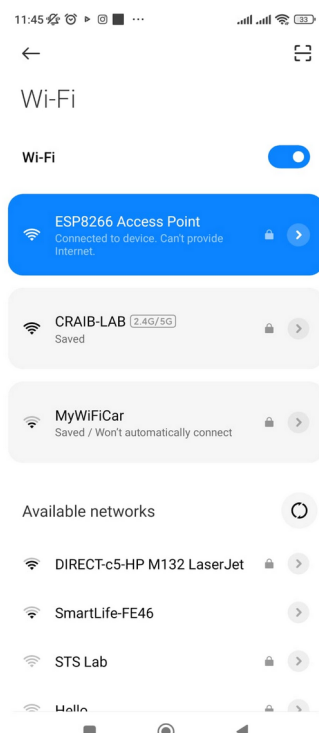 11:45 ... 33
Wi-Fi
Wi-Fi
ESP8266 Access Point
Connected to device. Can't provide
Internet.
CRAIB-LAB 2.4G/5G
Saved
MyWiFiCar
Saved / Won't automatically connect
Available networks
DIRECT-c5-HP M132 LaserJet
SmartLife-FE46
STS Lab
Hello